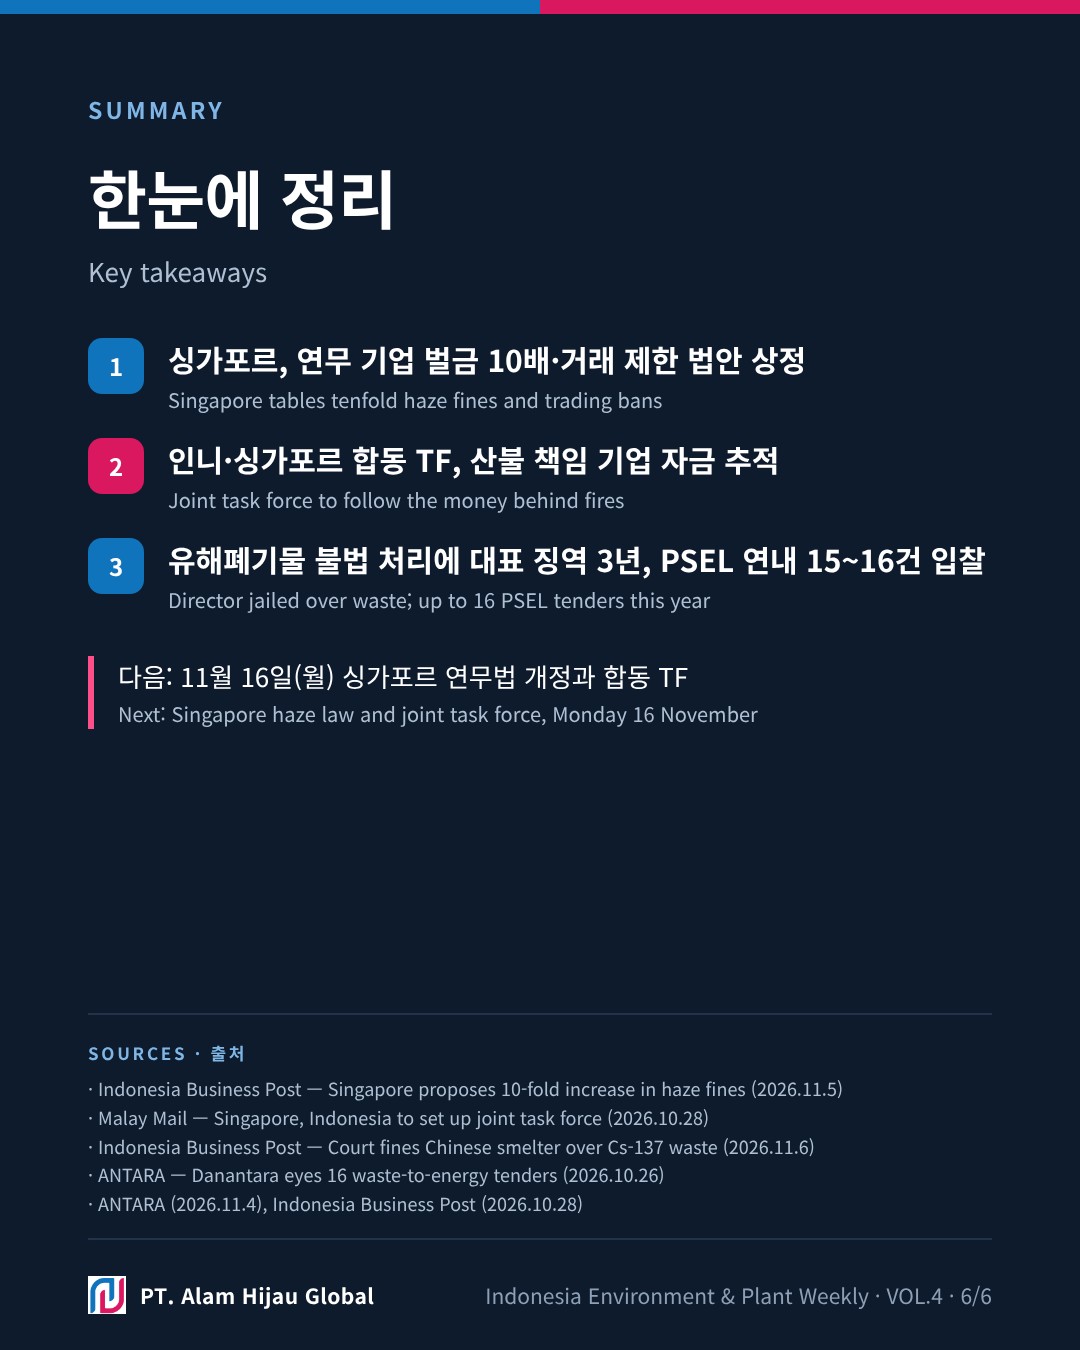 SUMMARY
한눈에 정리
Key takeaways
1
싱가포르, 연무 기업 벌금 10배·거래 제한 법안 상정
Singapore tables tenfold haze fines and trading bans
2
인니·싱가포르 합동 TF, 산불 책임 기업 자금 추적
Joint task force to follow the money behind fires
3
유해폐기물 불법 처리에 대표 징역 3년, PSEL 연내 15~16건 입찰
Director jailed over waste; up to 16 PSEL tenders this year
다음: 11월 16일(월) 싱가포르 연무법 개정과 합동 TF
Next: Singapore haze law and joint task force, Monday 16 November
SOURCES · 출처
· Indonesia Business Post — Singapore proposes 10-fold increase in haze fines (2026.11.5)
· Malay Mail — Singapore, Indonesia to set up joint task force (2026.10.28)
· Indonesia Business Post — Court fines Chinese smelter over Cs-137 waste (2026.11.6)
· ANTARA — Danantara eyes 16 waste-to-energy tenders (2026.10.26)
· ANTARA (2026.11.4), Indonesia Business Post (2026.10.28)
PT. Alam Hijau Global
Indonesia Environment & Plant Weekly · VOL.4 · 6/6